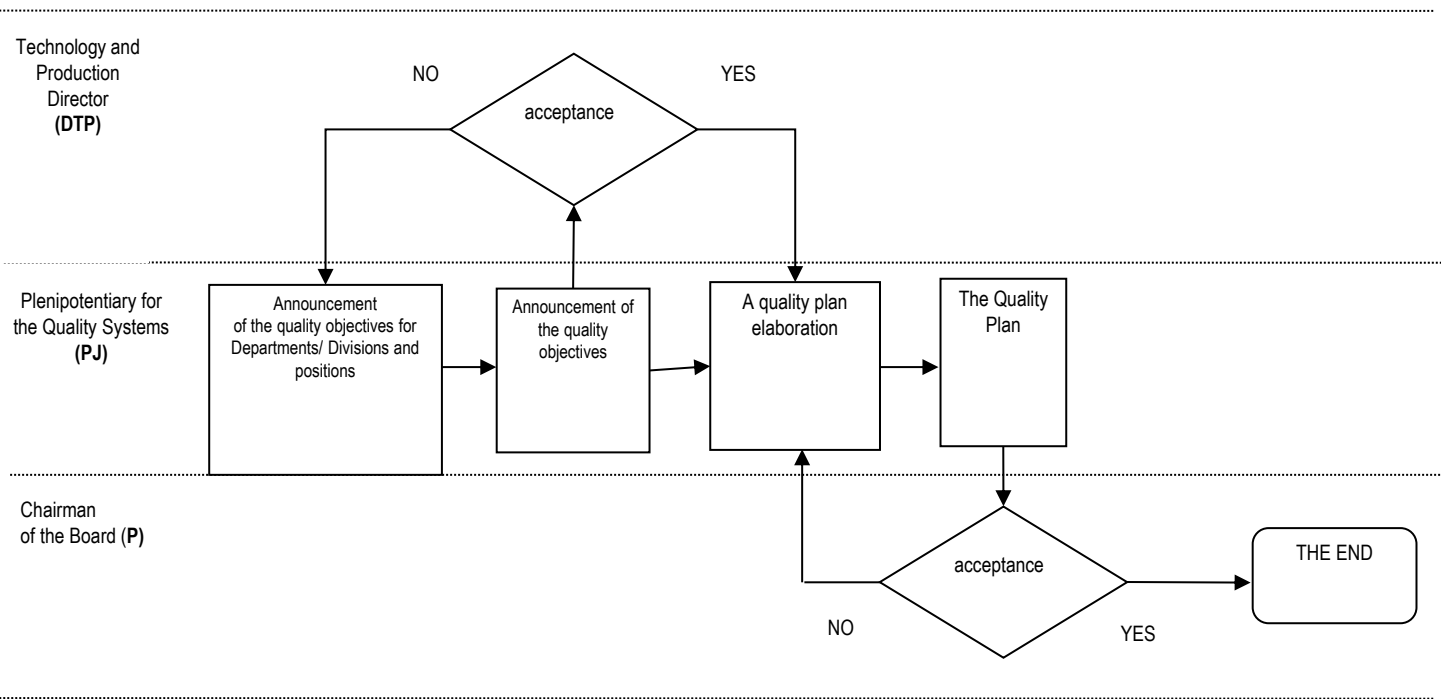 Technology and
Production
Director
(DTP)
NO
YES
acceptance
Plenipotentiary for
the Quality Systems
(PJ)
Announcement
of the quality objectives for
Departments/ Divisions and
positions
Announcement of
the quality
objectives
A quality plan
elaboration
The Quality
Plan
Chairman
of the Board (P)
acceptance
NO
YES
THE END